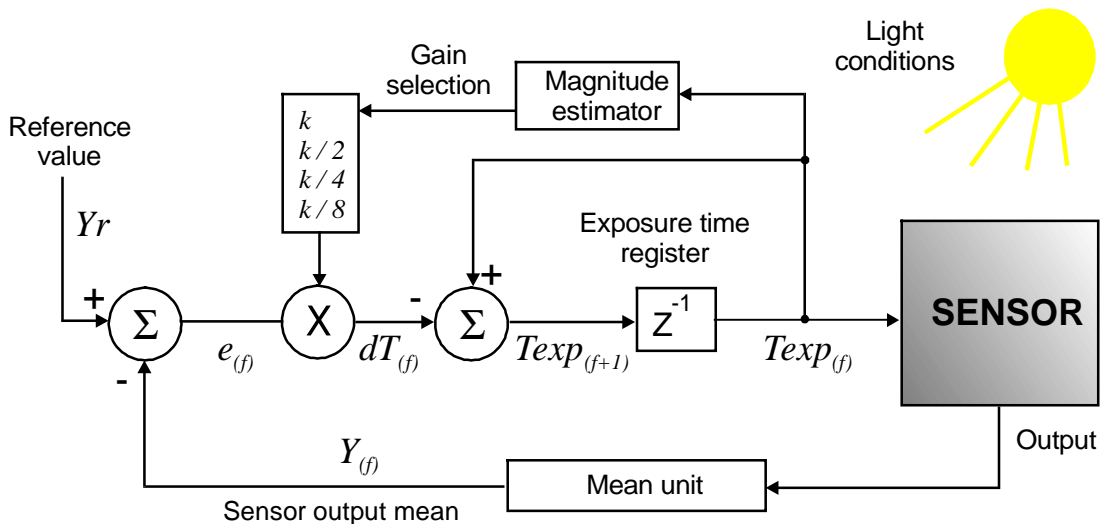 Light
conditions
Gain
selection
Magnitude
estimator
Reference
value
k
k / 2
k / 4
k / 8
Yr
Exposure time
register
+
+
-
Σ
X
Σ
Z⁻¹
SENSOR
e(f)
dT(f)
Texp(f+1)
Texp(f)
-
Output
Y(f)
Mean unit
Sensor output mean